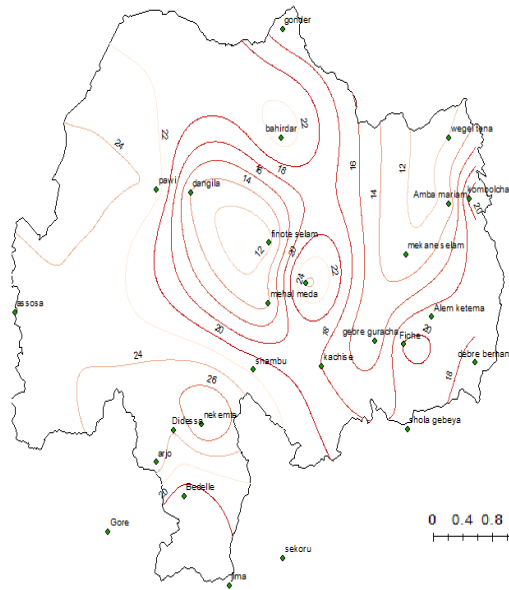 gonder
22
bahirdar
wegel tena
24
22
16
18
16
12
14
14
pawi
dangila
Amba mariam
kombolcha
20
finote selam
12
20
mekane selam
22
24
mehal meda
assosa
Alem ketema
20
18
gebre guracha
Fiche
20
24
shambu
kachise
debre berhan
18
26
nekemte
Didessa
shola gebeya
arjo
20
Bedelle
Gore
0 0.4 0.8
sekoru
jima